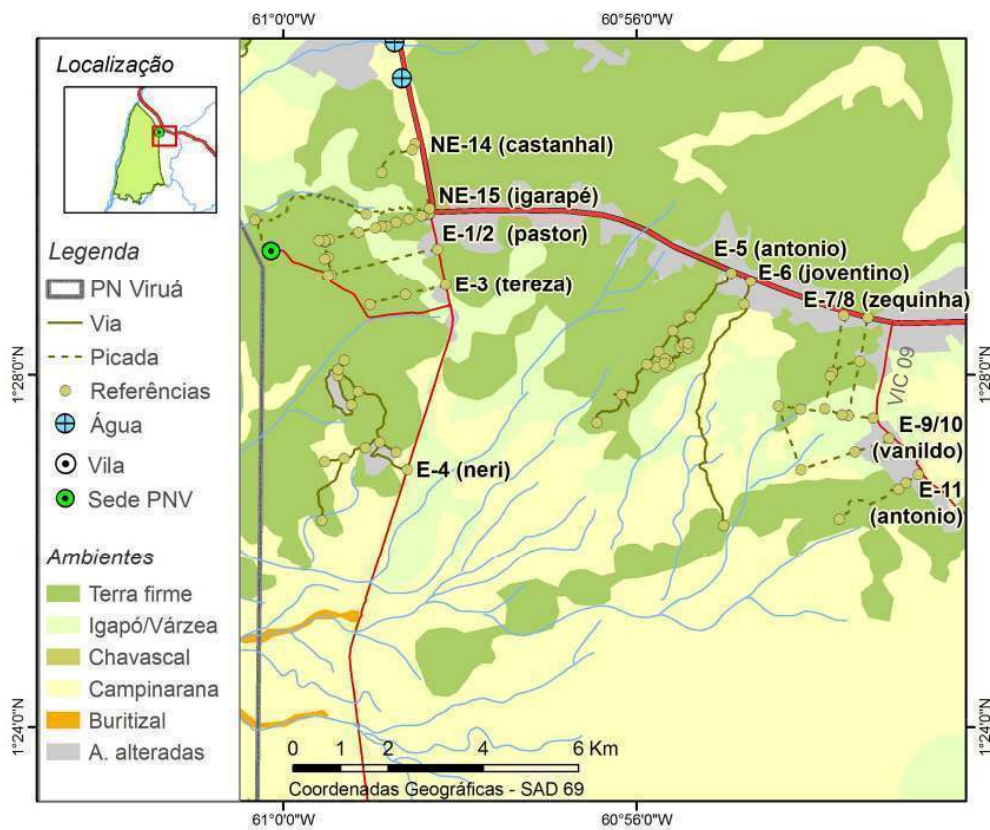 61°0'0"W
60°56'0"W
Localização
Legenda
PN Viruá
Via
Picada
Referências
Água
Vila
Sede PNV
Ambientes
Terra firme
Igapó/Várzea
Chavascal
Campinarana
Buritizal
A. alteradas
NE-14 (castanhal)
NE-15 (igarapé)
E-1/2 (pastor)
E-3 (tereza)
E-5 (antonio)
E-6 (joventino)
E-7/8 (zequinha)
VIC 09
E-9/10
(vanildo)
E-11
(antonio)
E-4 (neri)
1°28'0"N
1°28'0"N
1°24'0"N
1°24'0"N
0 1 2 4 6 Km
Coordenadas Geográficas - SAD 69
61°0'0"W
60°56'0"W